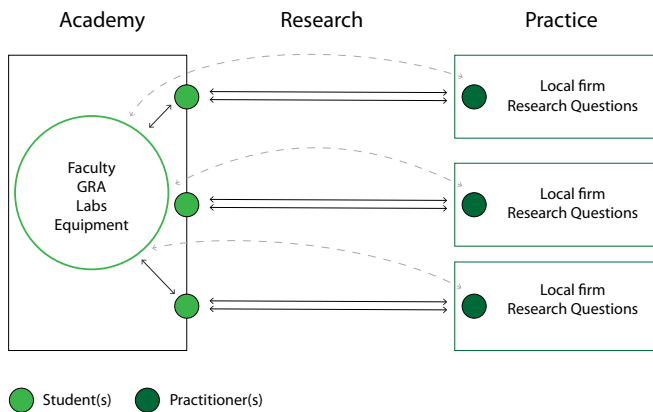 Academy
Research
Practice
Faculty
GRA
Labs
Equipment
Local firm
Research Questions
Local firm
Research Questions
Local firm
Research Questions
Student(s)
Practitioner(s)